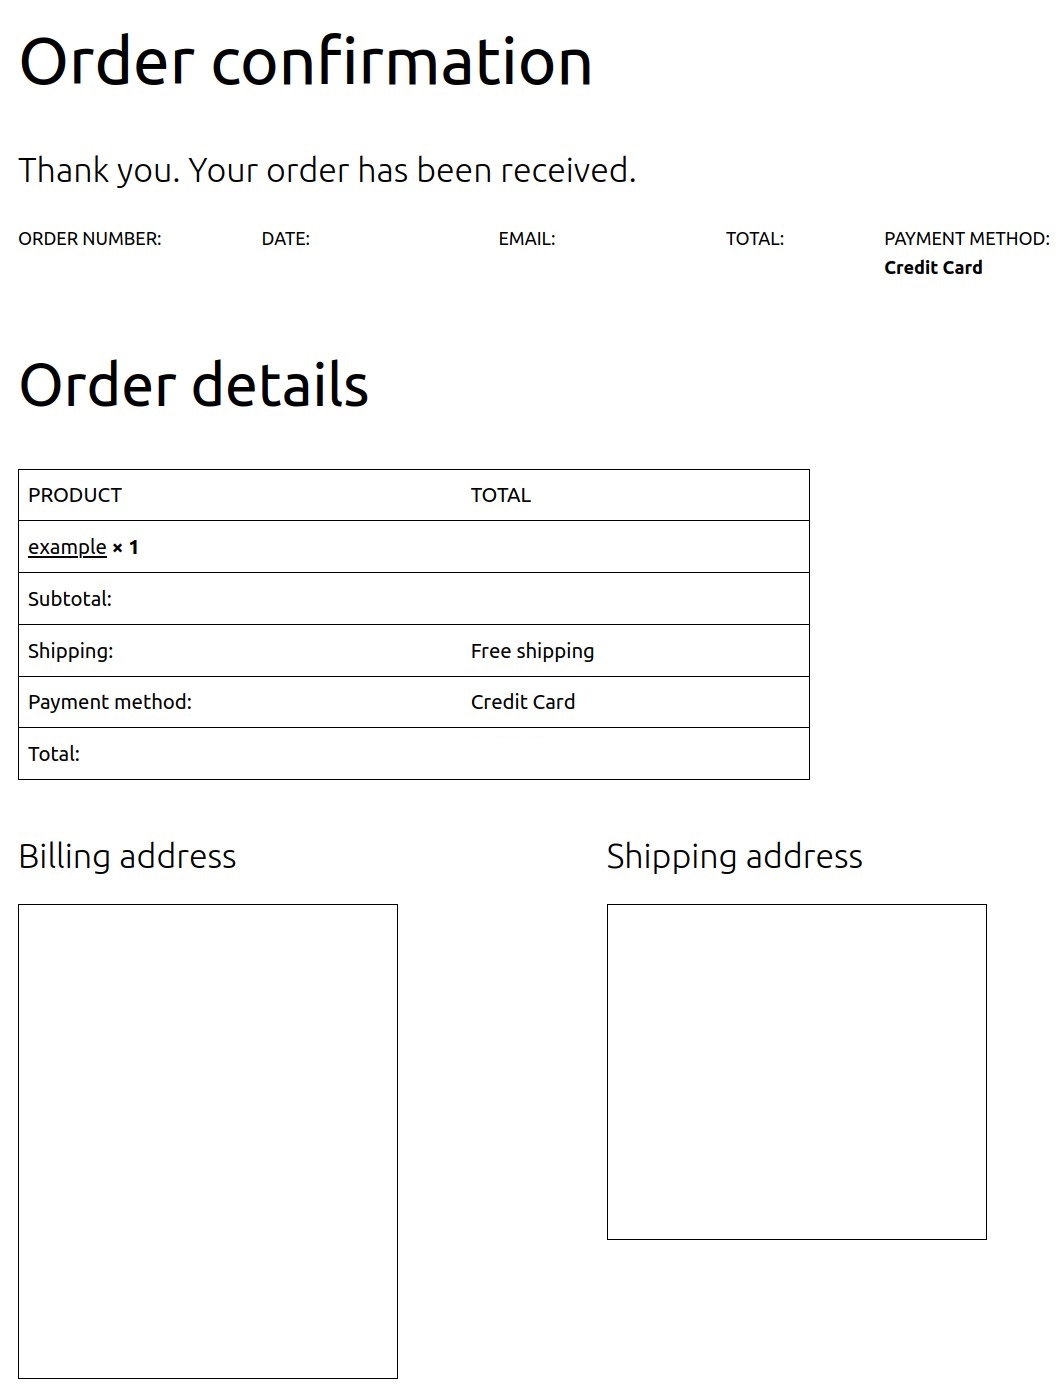 Order confirmation
Thank you. Your order has been received.
ORDER NUMBER: DATE: EMAIL: TOTAL: PAYMENT METHOD:
Credit Card
Order details
PRODUCT TOTAL
example × 1
Subtotal:
Shipping: Free shipping
Payment method: Credit Card
Total:
Billing address Shipping address